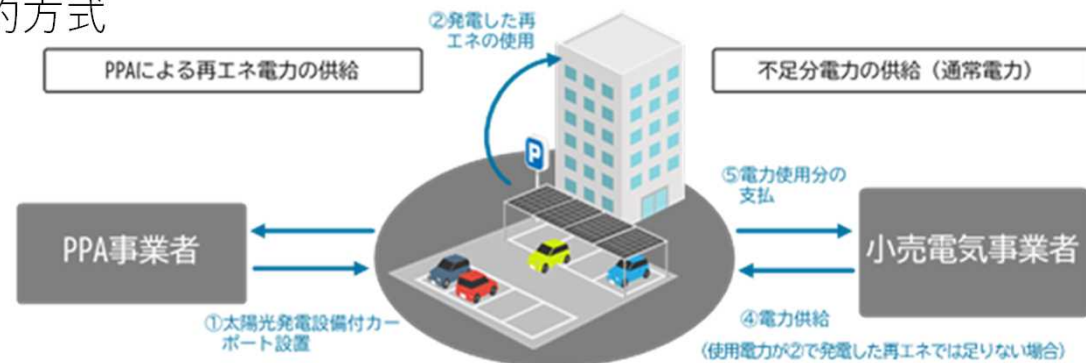 的方式
②発電した再
エネの使用
PPAによる再エネ電力の供給
不足分電力の供給（通常電力）
P
⑤電力使用分の
支払
PPA事業者
小売電気事業者
①太陽光発電設備付カー
ポート設置
④電力供給
（使用電力が②で発電した再エネでは足りない場合）